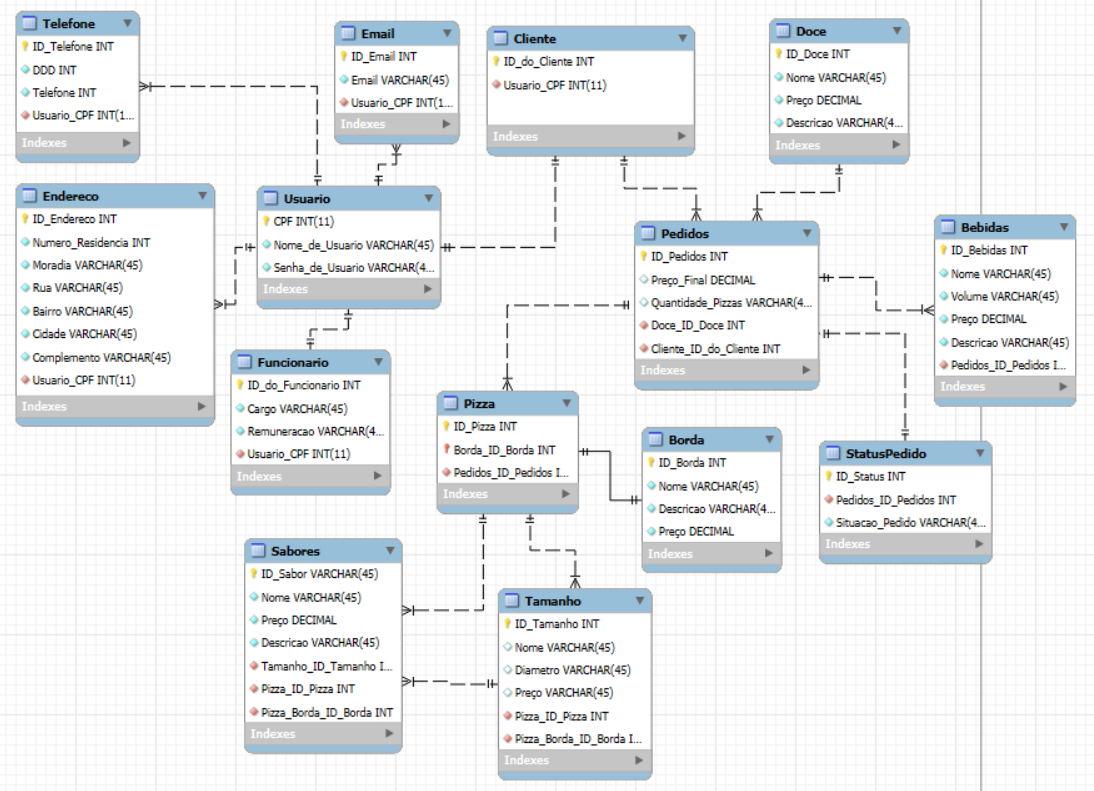 Telefone
ID_Telefone INT
DDD INT
Telefone INT
Usuario_CPF INT(1...
Indexes
Email
ID_Email INT
Email VARCHAR(45)
Usuario_CPF INT(1...
Indexes
Cliente
ID_do_Cliente INT
Usuario_CPF INT(11)
Indexes
Doce
ID_Doce INT
Nome VARCHAR(45)
Preço DECIMAL
Descricao VARCHAR(4...
Indexes
Endereco
ID_Endereco INT
Numero_Residencia INT
Moradia VARCHAR(45)
Rua VARCHAR(45)
Bairro VARCHAR(45)
Cidade VARCHAR(45)
Complemento VARCHAR(45)
Usuario_CPF INT(11)
Indexes
Usuario
CPF INT(11)
Nome_de_Usuario VARCHAR(45)
Senha_de_Usuario VARCHAR(4...
Indexes
Pedidos
ID_Pedidos INT
Preço_Final DECIMAL
Quantidade_Pizzas VARCHAR(4...
Doce_ID_Doce INT
Cliente_ID_do_Cliente INT
Indexes
Bebidas
ID_Bebidas INT
Nome VARCHAR(45)
Volume VARCHAR(45)
Preço DECIMAL
Descricao VARCHAR(45)
Pedidos_ID_Pedidos I...
Indexes
Funcionario
ID_do_Funcionario INT
Cargo VARCHAR(45)
Remuneracao VARCHAR(4...
Usuario_CPF INT(11)
Indexes
Pizza
ID_Pizza INT
Borda_ID_Borda INT
Pedidos_ID_Pedidos I...
Indexes
Borda
ID_Borda INT
Nome VARCHAR(45)
Descricao VARCHAR(4...
Preço DECIMAL
Indexes
StatusPedido
ID_Status INT
Pedidos_ID_Pedidos INT
Situacao_Pedido VARCHAR(4...
Indexes
Sabores
ID_Sabor VARCHAR(45)
Nome VARCHAR(45)
Preço DECIMAL
Descricao VARCHAR(45)
Tamanho_ID_Tamanho I...
Pizza_ID_Pizza INT
Pizza_Borda_ID_Borda INT
Indexes
Tamanho
ID_Tamanho INT
Nome VARCHAR(45)
Diametro VARCHAR(45)
Preço VARCHAR(45)
Pizza_ID_Pizza INT
Pizza_Borda_ID_Borda I...
Indexes